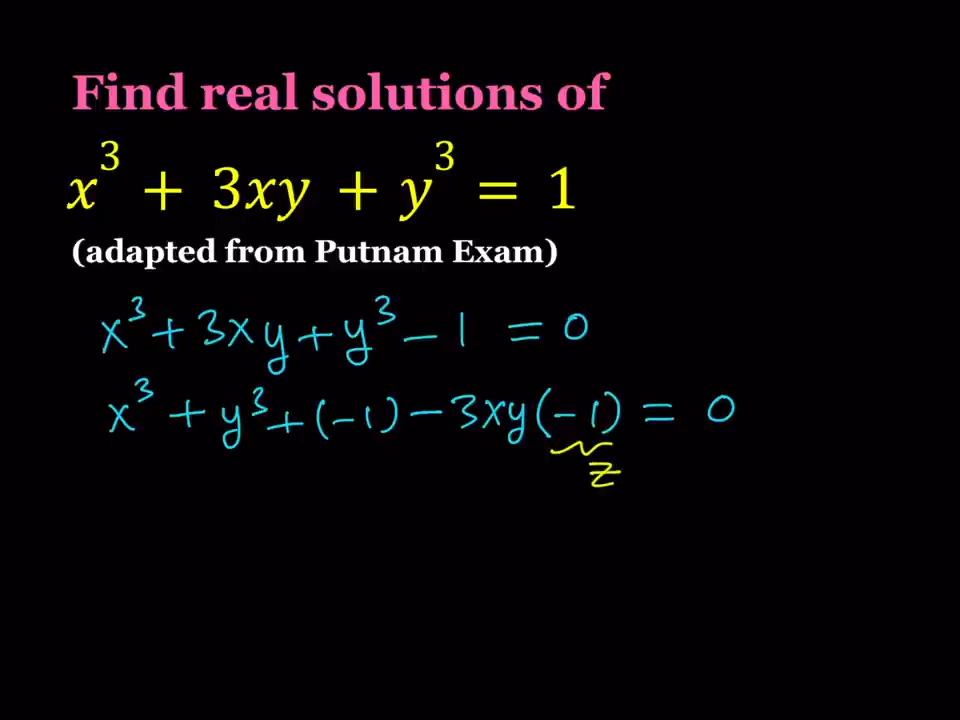 Find real solutions of
x³ + 3xy + y³ = 1
(adapted from Putnam Exam)
x³ + 3xy + y³ - 1 = 0
x³ + y³ + (-1) - 3xy(-1) = 0
z